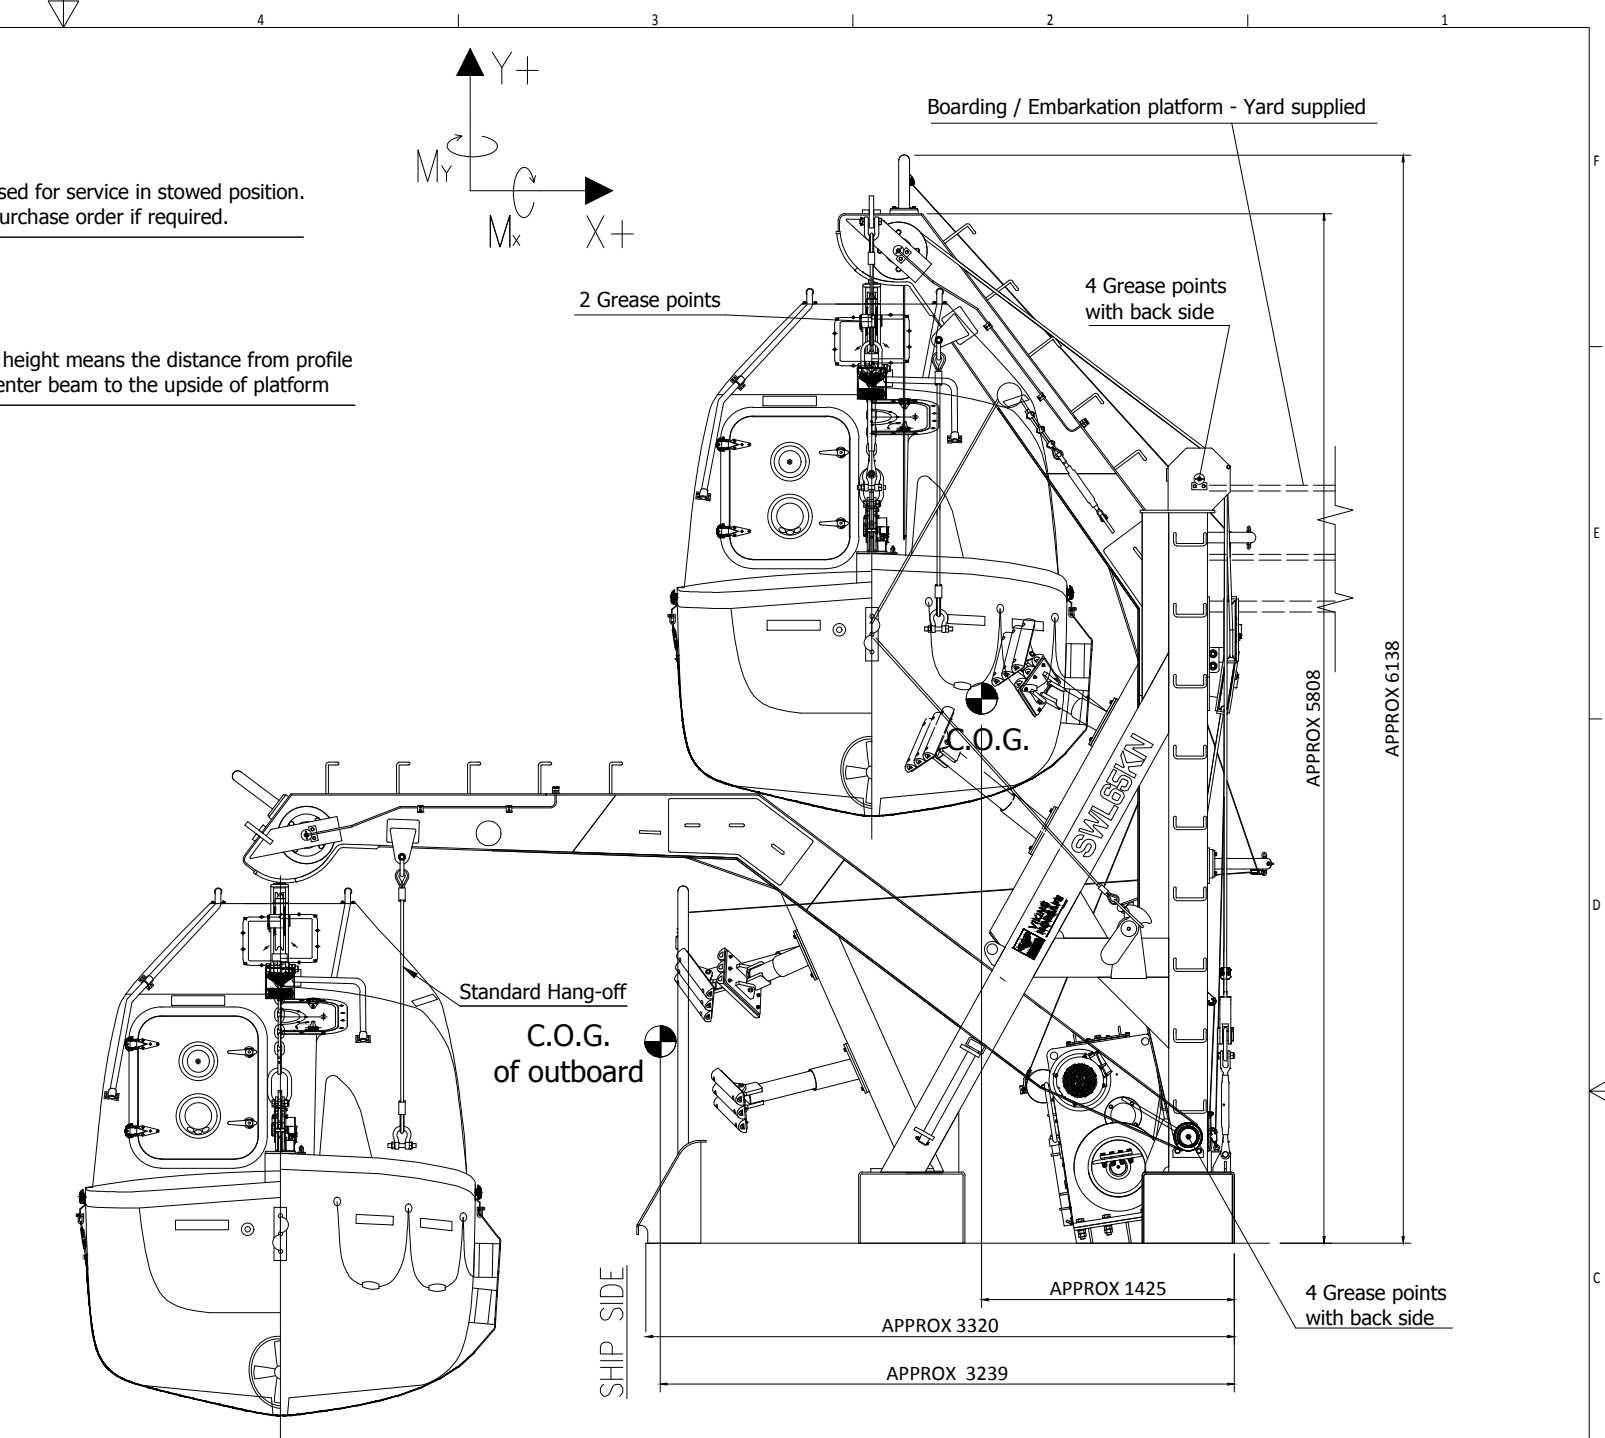 4 3 2 1
Y+
MY
Mx
X+
Boarding / Embarkation platform - Yard supplied
F
sed for service in stowed position.
urchase order if required.
2 Grease points
4 Grease points
with back side
height means the distance from profile
enter beam to the upside of platform
E
APPROX 5808
APPROX 6138
C.O.G.
SWL65KN
VIKING
D
Standard Hang-off
C.O.G.
of outboard
SHIP SIDE
APPROX 1425
APPROX 3320
APPROX 3239
4 Grease points
with back side
C